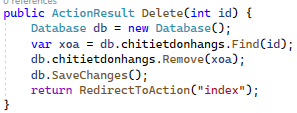 0 references
public ActionResult Delete(int id) {
Database db = new Database();
var xoa = db.chitietdonhangs.Find(id);
db.chitietdonhangs.Remove(xoa);
db.SaveChanges();
return RedirectToAction("index");
}